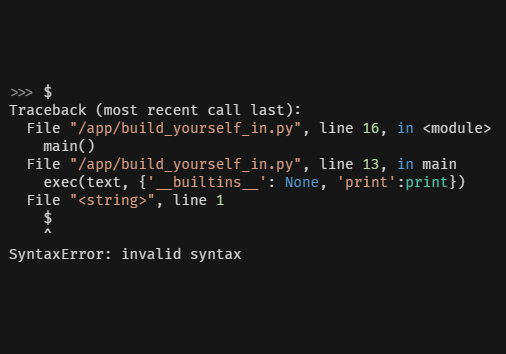 >>> $
Traceback (most recent call last):
  File "/app/build_yourself_in.py", line 16, in <module>
    main()
  File "/app/build_yourself_in.py", line 13, in main
    exec(text, {'__builtins__': None, 'print':print})
  File "<string>", line 1
    $
    ^
SyntaxError: invalid syntax